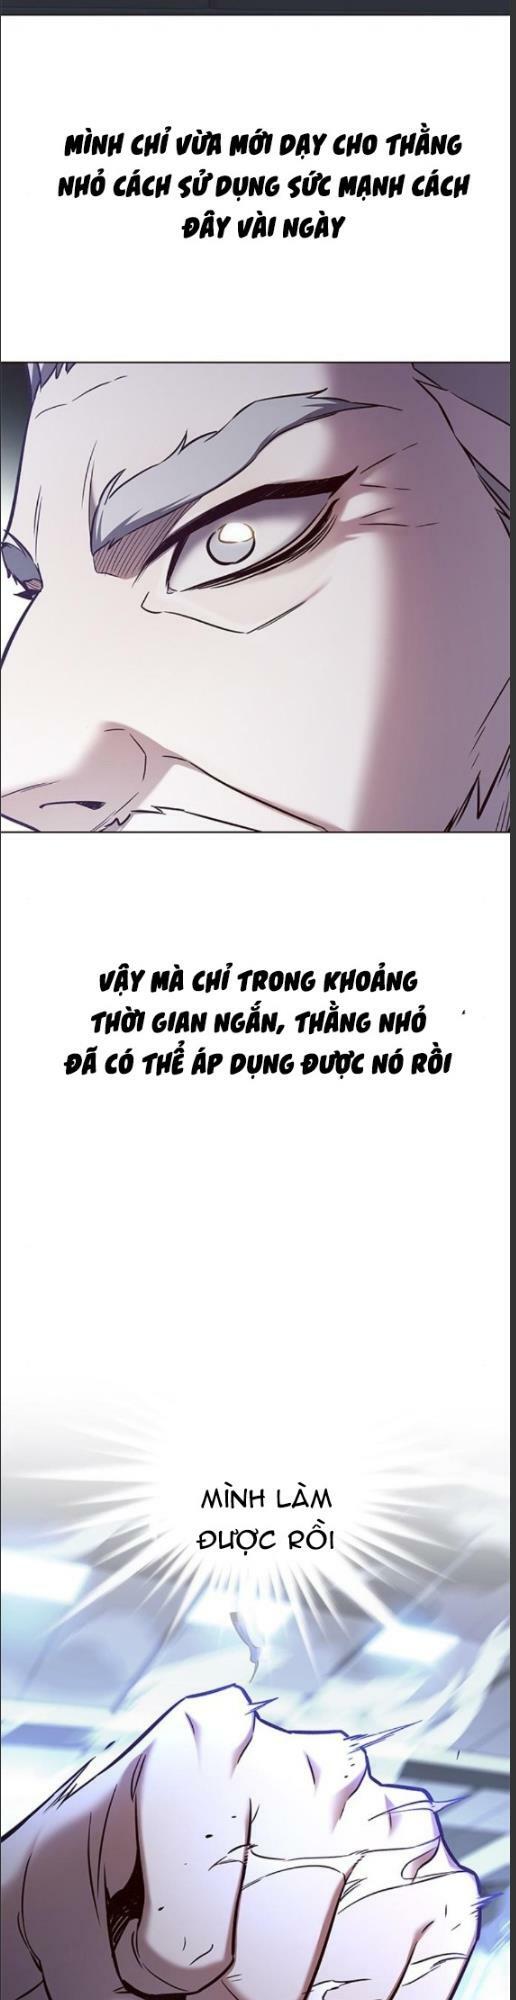 MÌNH CHỈ VỪA MỚI DẠY CHO THẰNG
NHỎ CÁCH SỬ DỤNG SỨC MẠNH CÁCH
ĐÂY VÀI NGÀY
VẬY MÀ CHỈ TRONG KHOẢNG
THỜI GIAN NGẮN, THẰNG NHỎ
ĐÃ CÓ THỂ ÁP DỤNG ĐƯỢC NÓ RỒI
MÌNH LÀM
ĐƯỢC RỒI